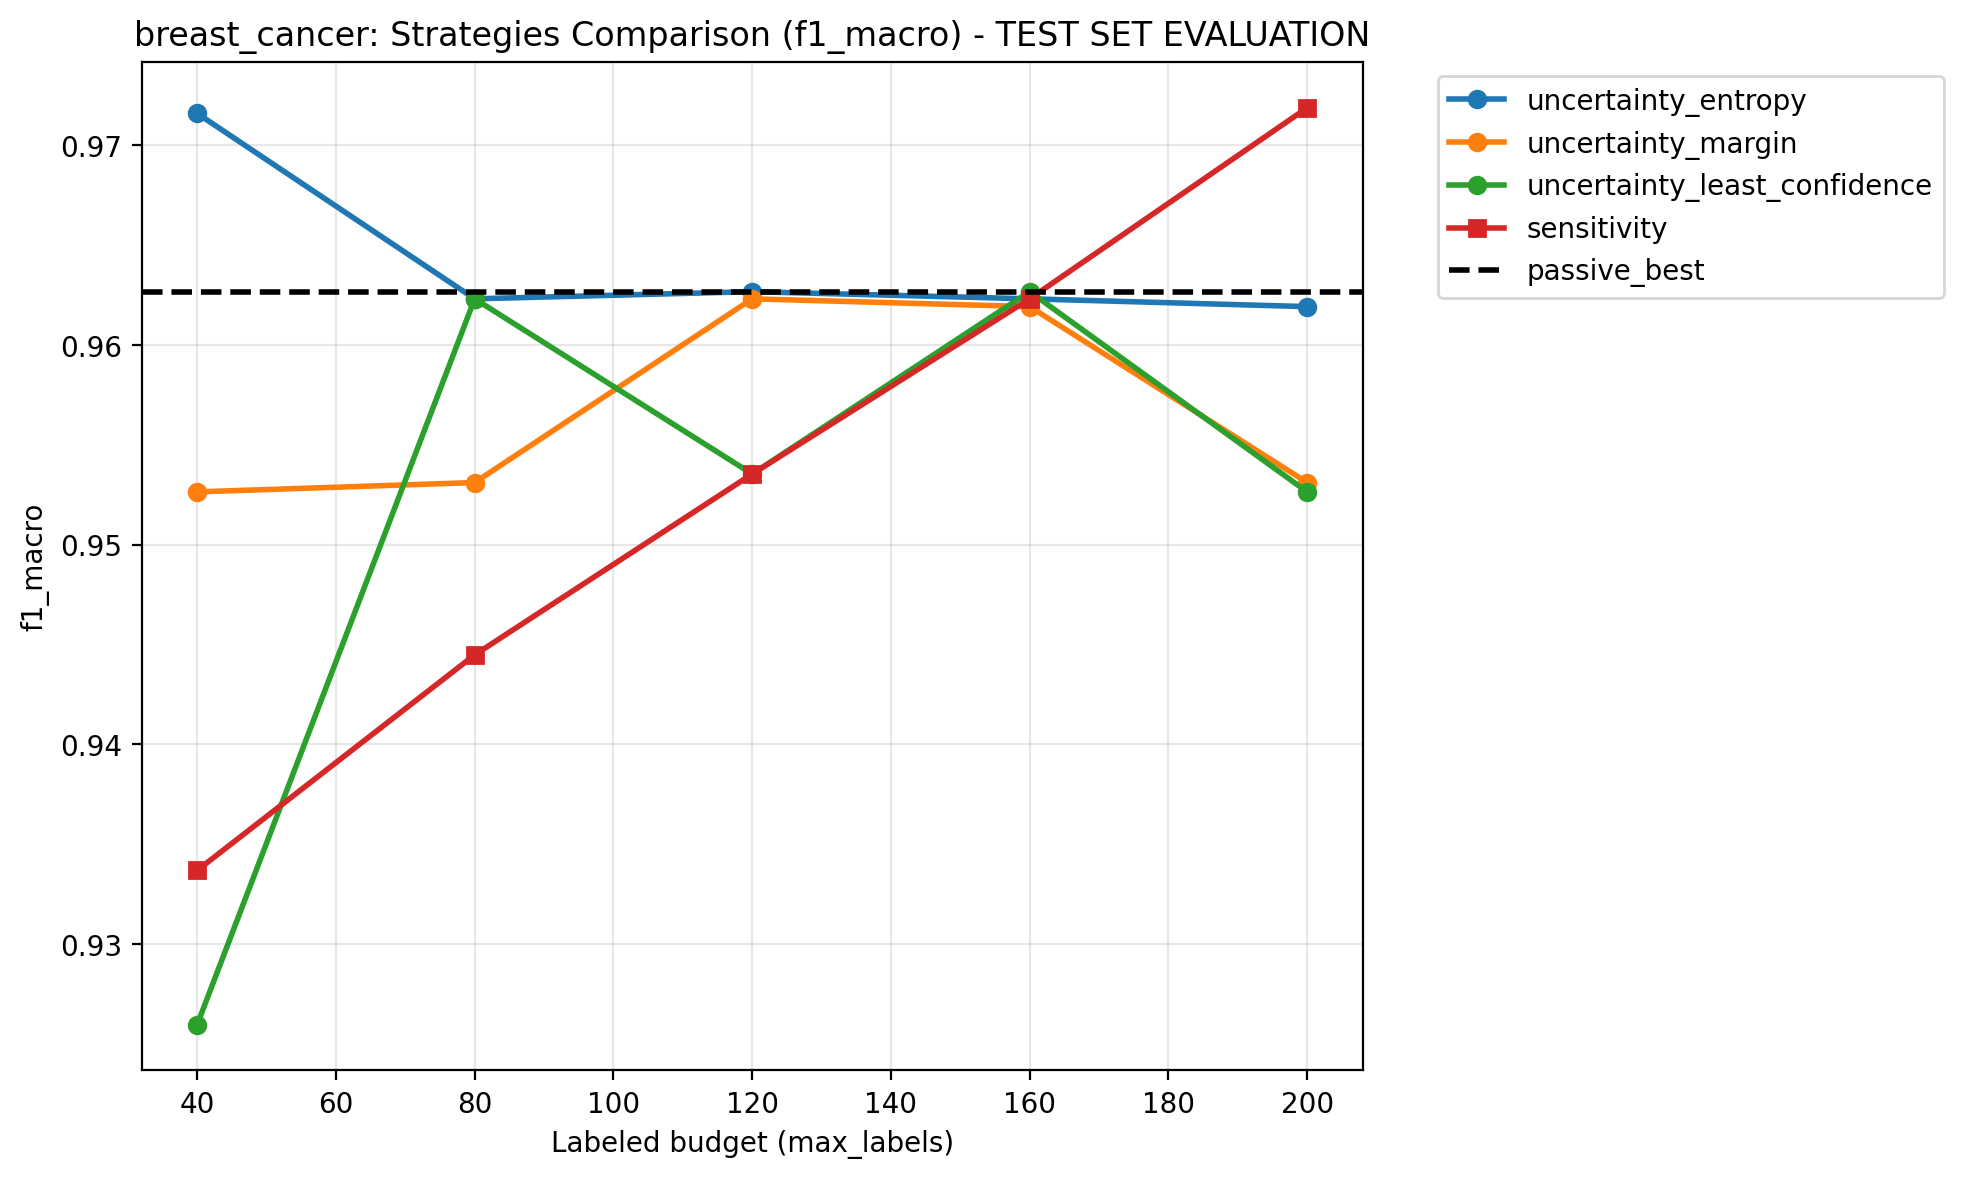 breast_cancer: Strategies Comparison (f1_macro) - TEST SET EVALUATION
uncertainty_entropy
uncertainty_margin
uncertainty_least_confidence
sensitivity
passive_best
f1_macro
0.97
0.96
0.95
0.94
0.93
40 60 80 100 120 140 160 180 200
Labeled budget (max_labels)